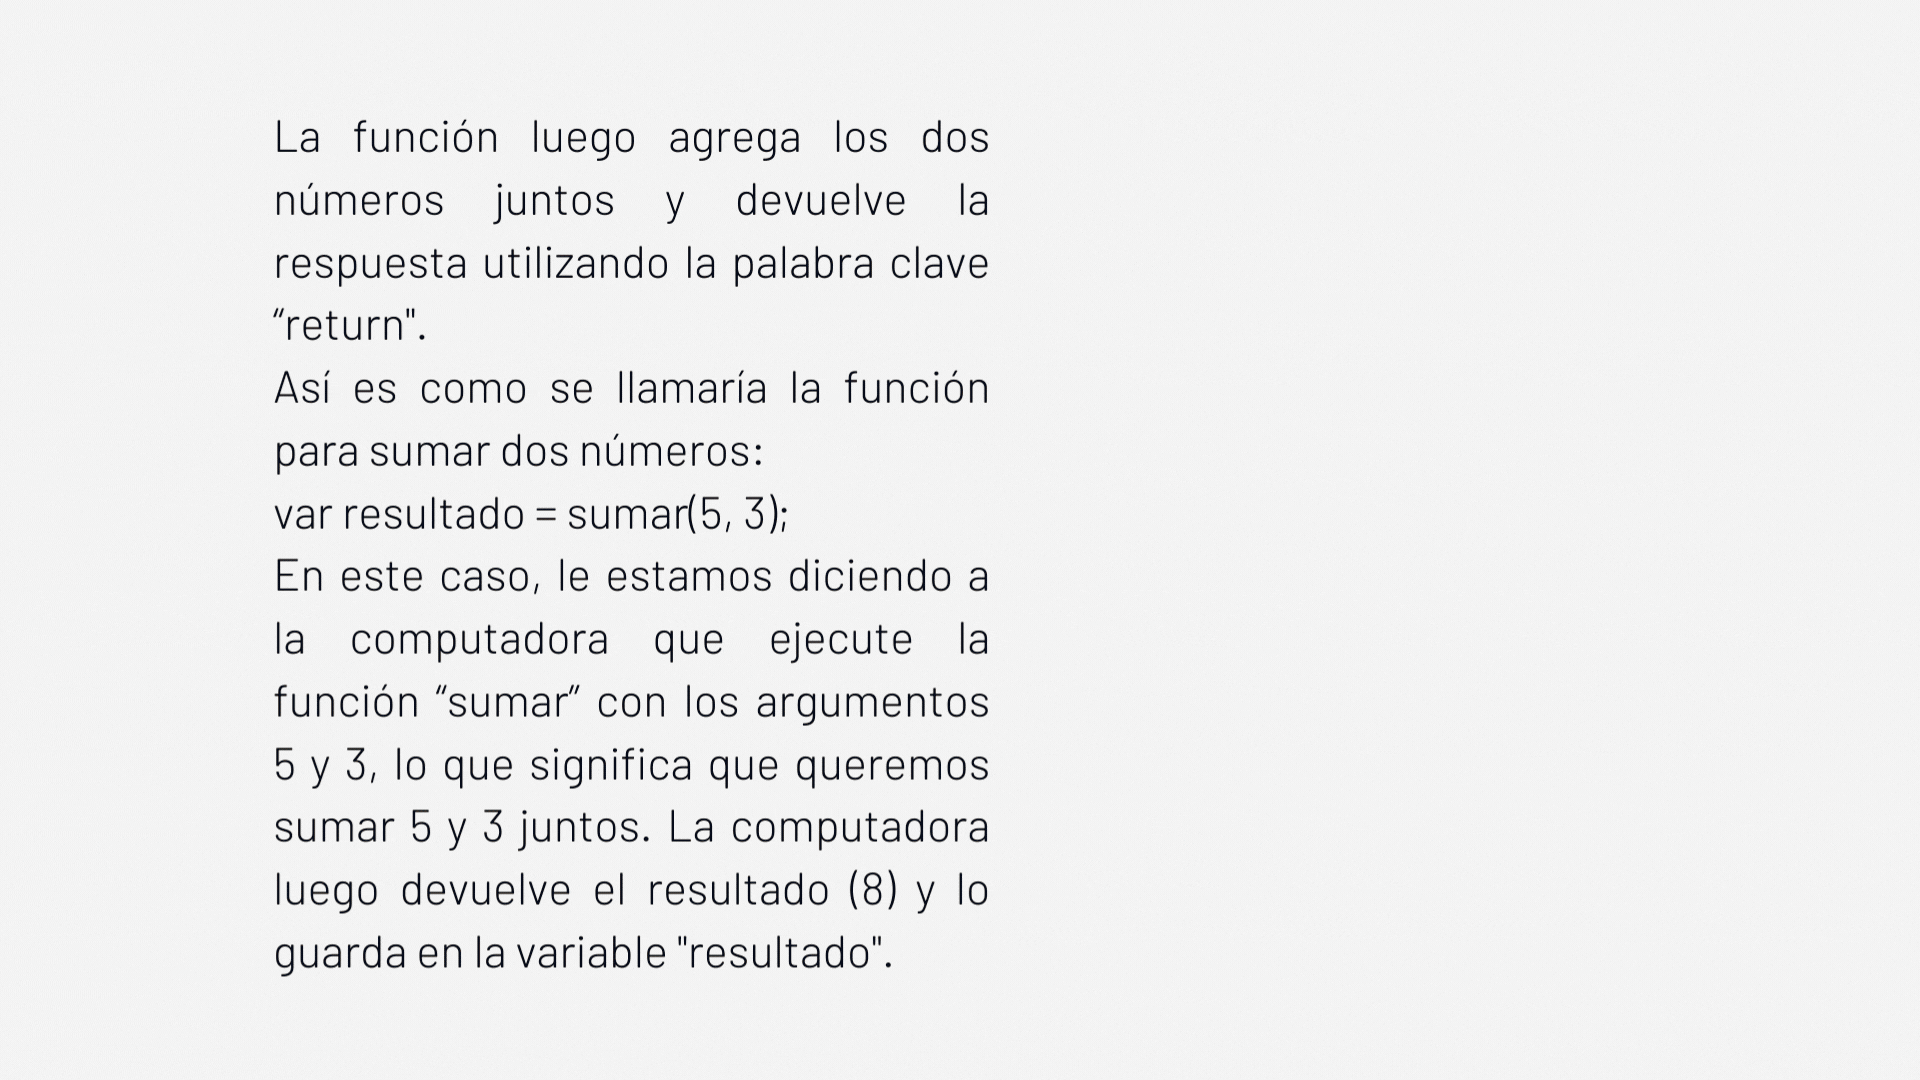 La función luego agrega los dos
números juntos y devuelve la
respuesta utilizando la palabra clave
“return".
Así es como se llamaría la función
para sumar dos números:
var resultado = sumar(5, 3);
En este caso, le estamos diciendo a
la computadora que ejecute la
función “sumar” con los argumentos
5 y 3, lo que significa que queremos
sumar 5 y 3 juntos. La computadora
luego devuelve el resultado (8) y lo
guarda en la variable "resultado".